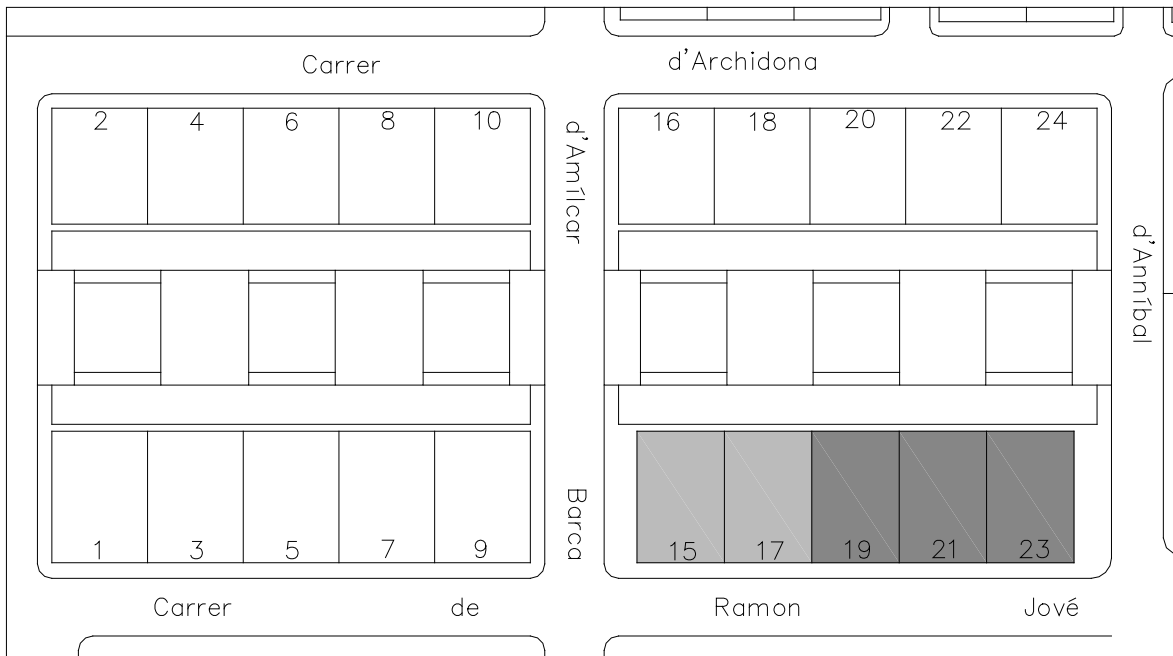 Carrer d'Archidona
2 4 6 8 10 16 18 20 22 24
d'Amílcar
Barca
d'Anníbal
1 3 5 7 9 15 17 19 21 23
Carrer de Ramon Jové